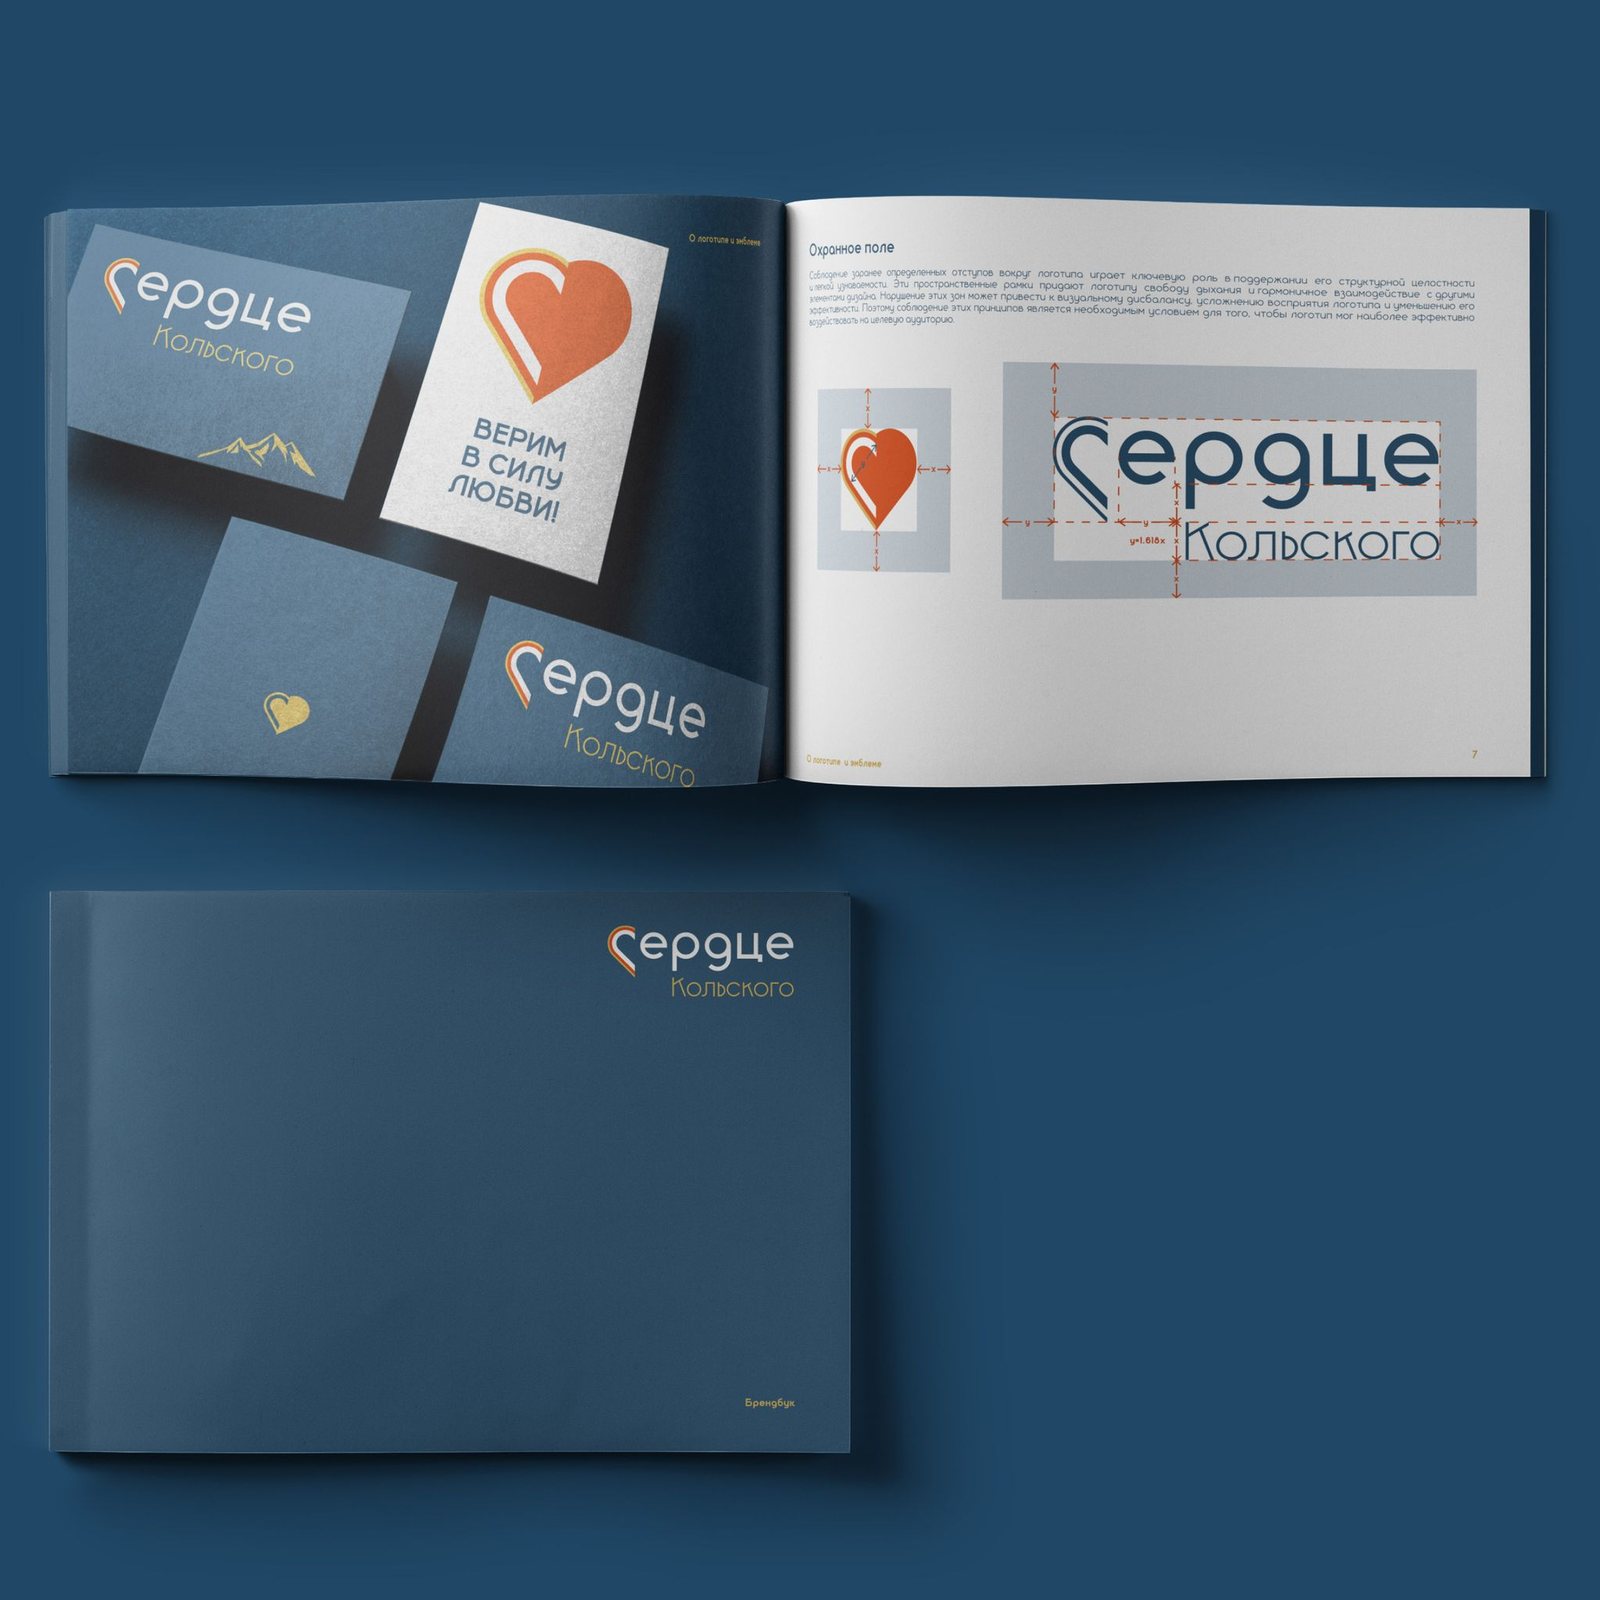 О логотипе и эмблеме
Сердце
Кольского
ВЕРИМ
В СИЛУ
ЛЮБВИ!
Сердце
Кольского
Охранное поле
Соблюдение заранее определенных отступов вокруг логотипа играет ключевую роль в поддержании его структурной целостности
и легкой узнаваемости. Эти пространственные рамки придают логотипу свободу дыхания и гармоничное взаимодействие с другими
элементами дизайна. Нарушение этих зон может привести к визуальному дисбалансу, усложнению восприятия логотипа и уменьшению его
эффективности. Поэтому соблюдение этих принципов является необходимым условием для того, чтобы логотип мог наиболее эффективно
воздействовать на целевую аудиторию.
x
x
x
x
y
Сердце
y
y
x
x
y=1.618x
x
Кольского
x
О логотипе и эмблеме
7
Сердце
Кольского
Брендбук